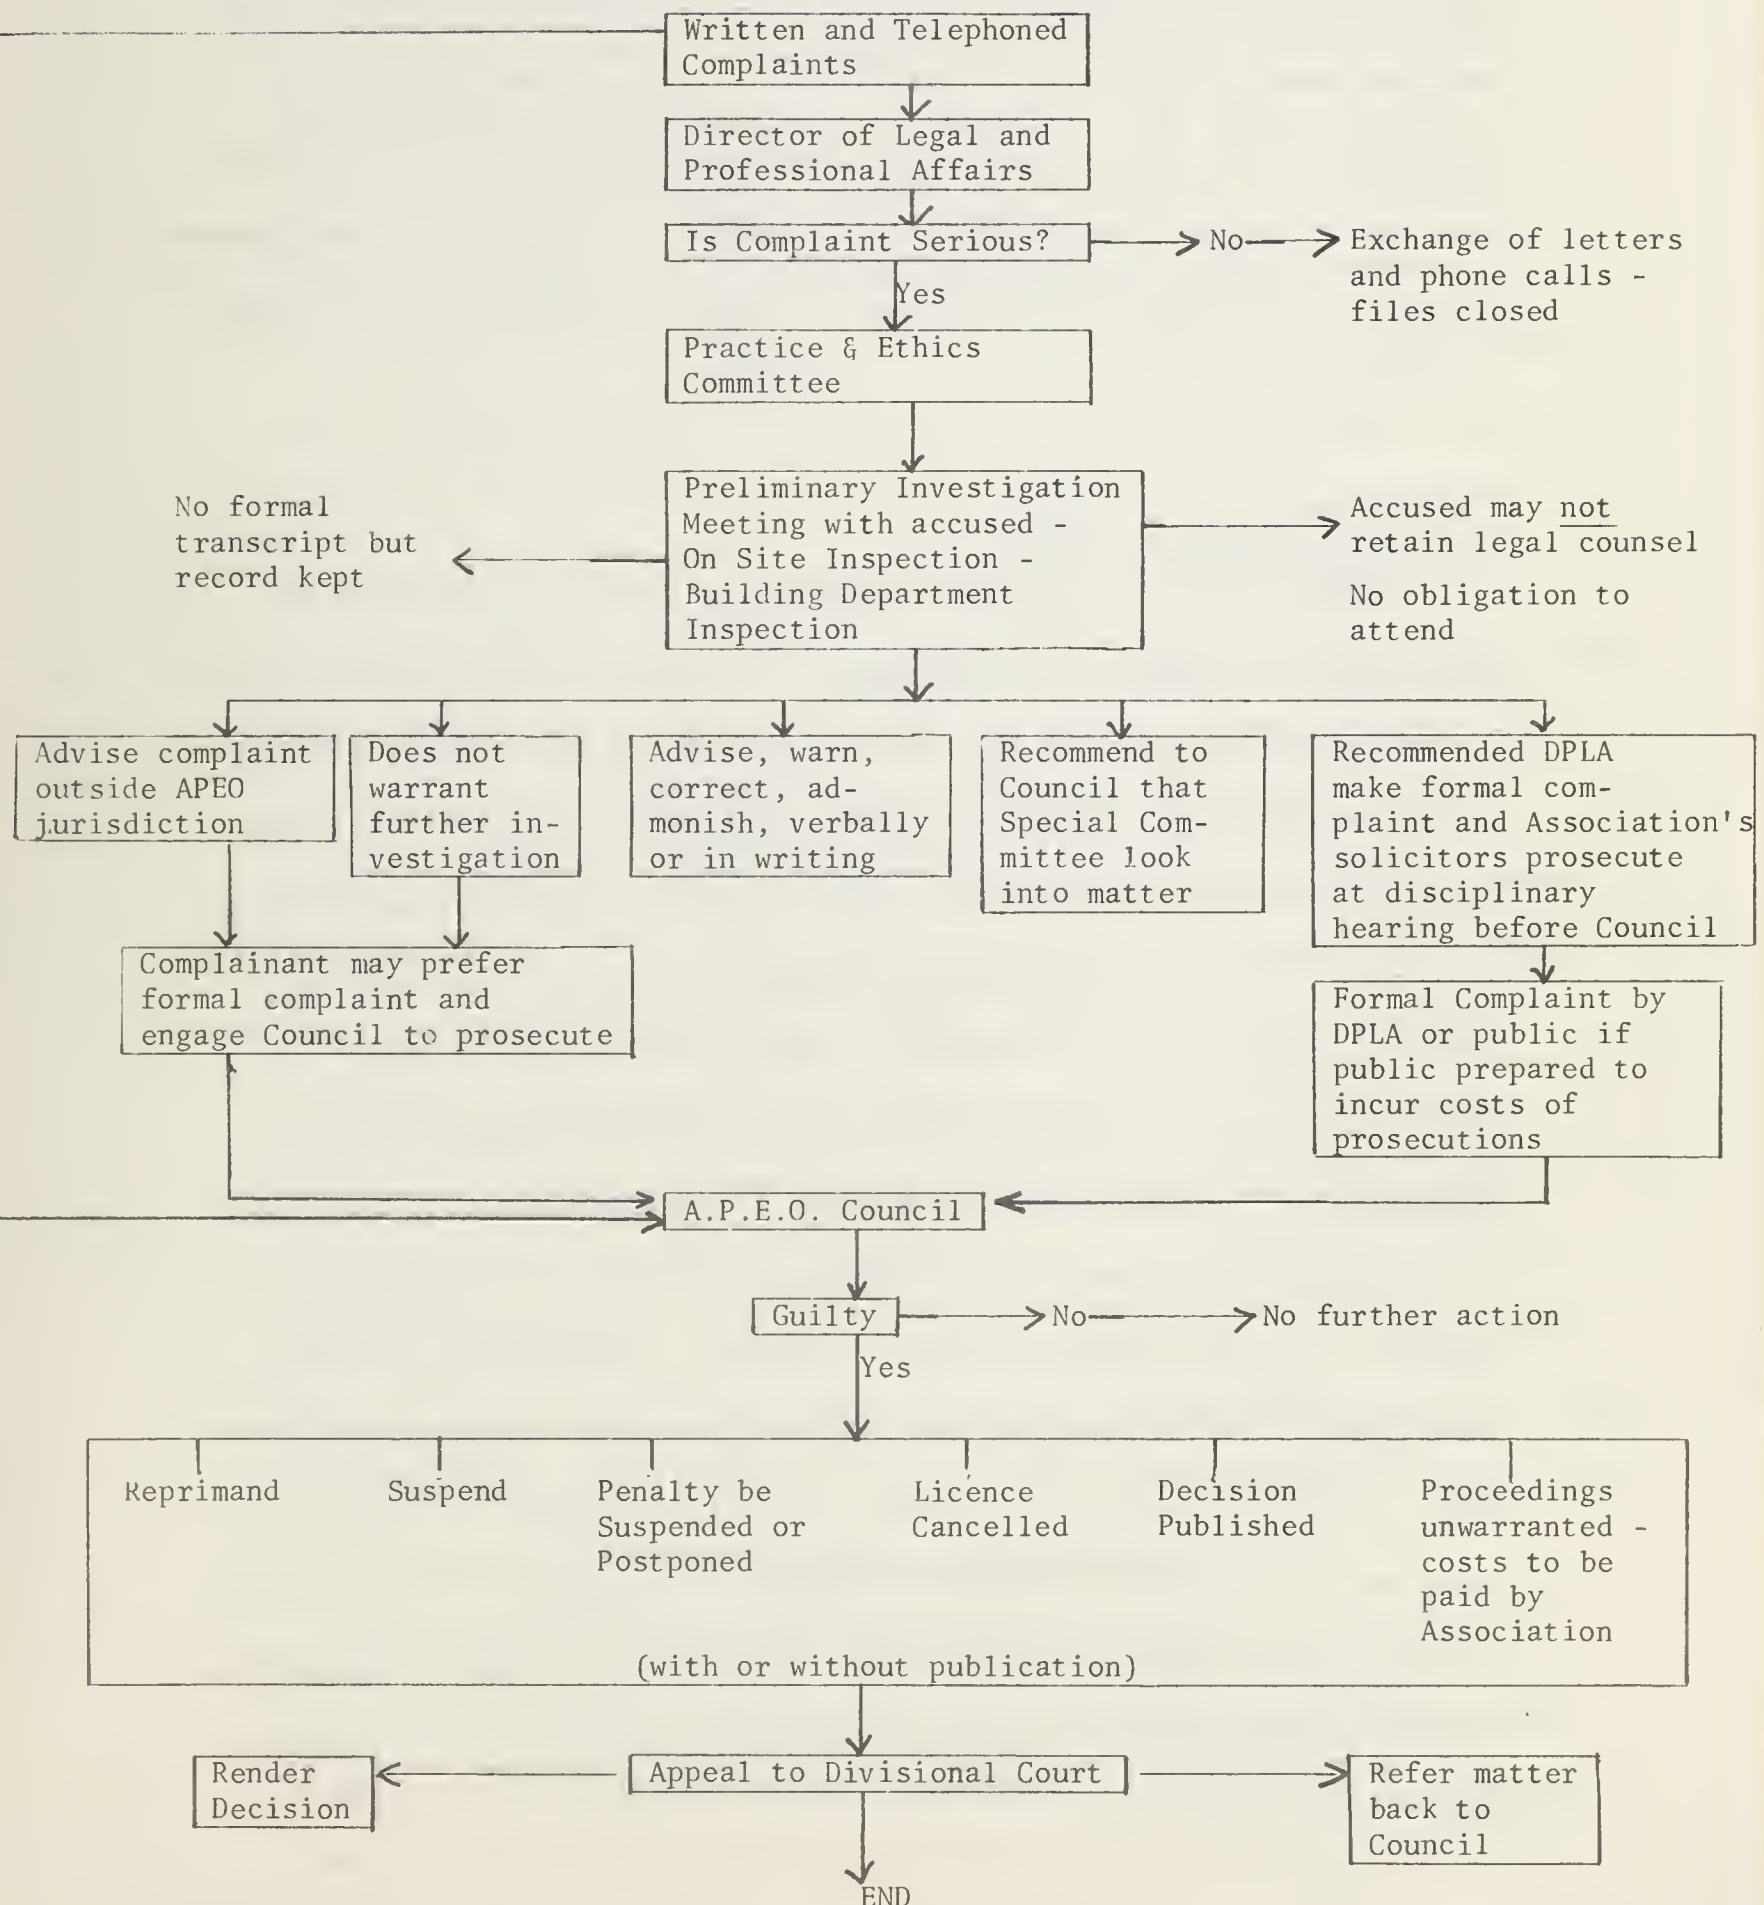 Written and Telephoned
Complaints
Director of Legal and
Professional Affairs
Is Complaint Serious?
No
Exchange of letters
and phone calls -
files closed
Yes
Practice & Ethics
Committee
No formal
transcript but
record kept
Preliminary Investigation
Meeting with accused -
On Site Inspection -
Building Department
Inspection
Accused may not
retain legal counsel
No obligation to
attend
Advise complaint
outside APEO
jurisdiction
Does not
warrant
further in-
vestigation
Advise, warn,
correct, ad-
monish, verbally
or in writing
Recommend to
Council that
Special Com-
mittee look
into matter
Recommended DPLA
make formal com-
plaint and Association's
solicitors prosecute
at disciplinary
hearing before Council
Complainant may prefer
formal complaint and
engage Council to prosecute
Formal Complaint by
DPLA or public if
public prepared to
incur costs of
prosecutions
A.P.E.O. Council
Guilty
No
No further action
Yes
Reprimand
Suspend
Penalty be
Suspended or
Postponed
Licence
Cancelled
Decision
Published
Proceedings
unwarranted -
costs to be
paid by
Association
(with or without publication)
Render
Decision
Appeal to Divisional Court
Refer matter
back to
Council
END